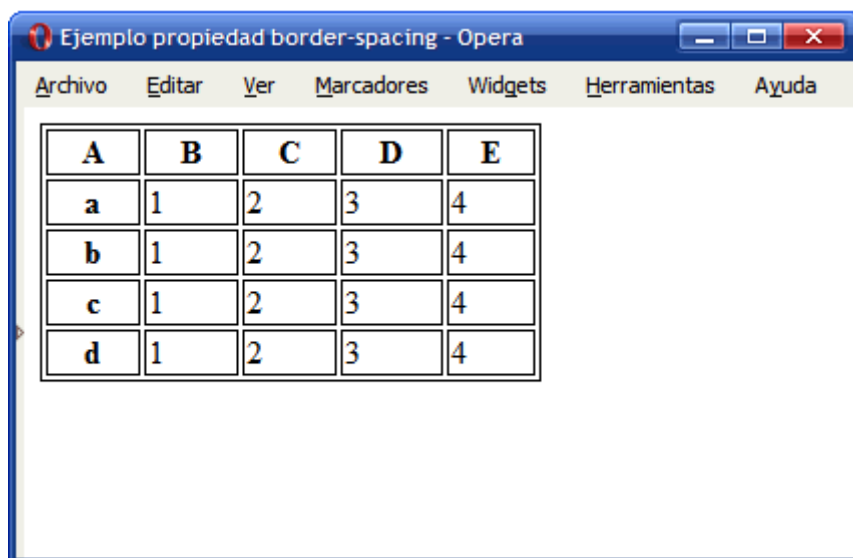 Ejemplo propiedad border-spacing - Opera
Archivo Editar Ver Marcadores Widgets Herramientas Ayuda
A B C D E
a 1 2 3 4
b 1 2 3 4
c 1 2 3 4
d 1 2 3 4